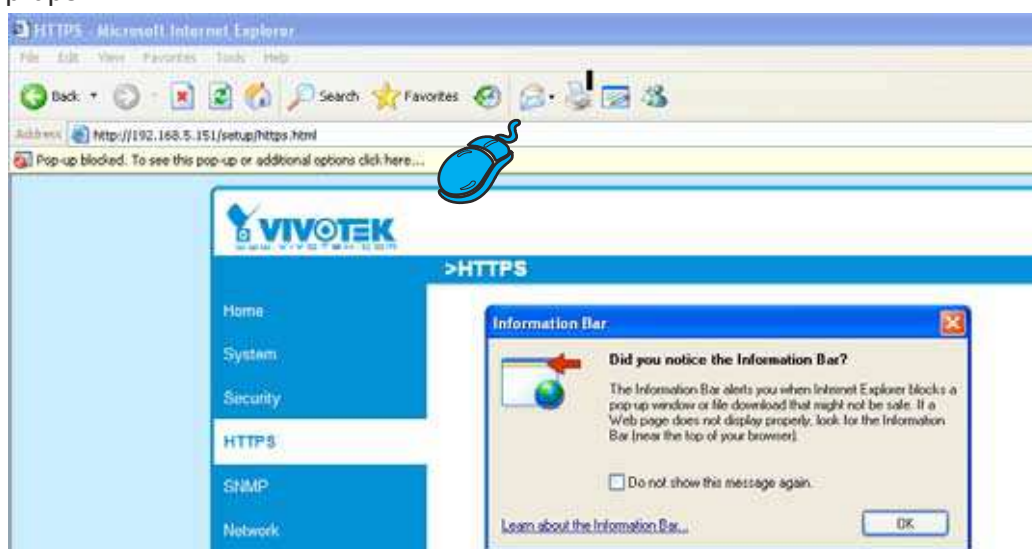 HTTPS - Microsoft Internet Explorer
File Edit View Favorites Tools Help
Back Search Favorites
Address http://192.168.5.151/setup/https.html
Pop-up blocked. To see this pop-up or additional options click here...
VIVOTEK
www.vivotek.com
>HTTPS
Home
System
Security
HTTPS
SNMP
Network
Information Bar
Did you notice the Information Bar?
The Information Bar alerts you when Internet Explorer blocks a
pop-up window or file download that might not be safe. If a
Web page does not display properly, look for the Information
Bar (near the top of your browser).
Do not show this message again.
Learn about the Information Bar...
OK